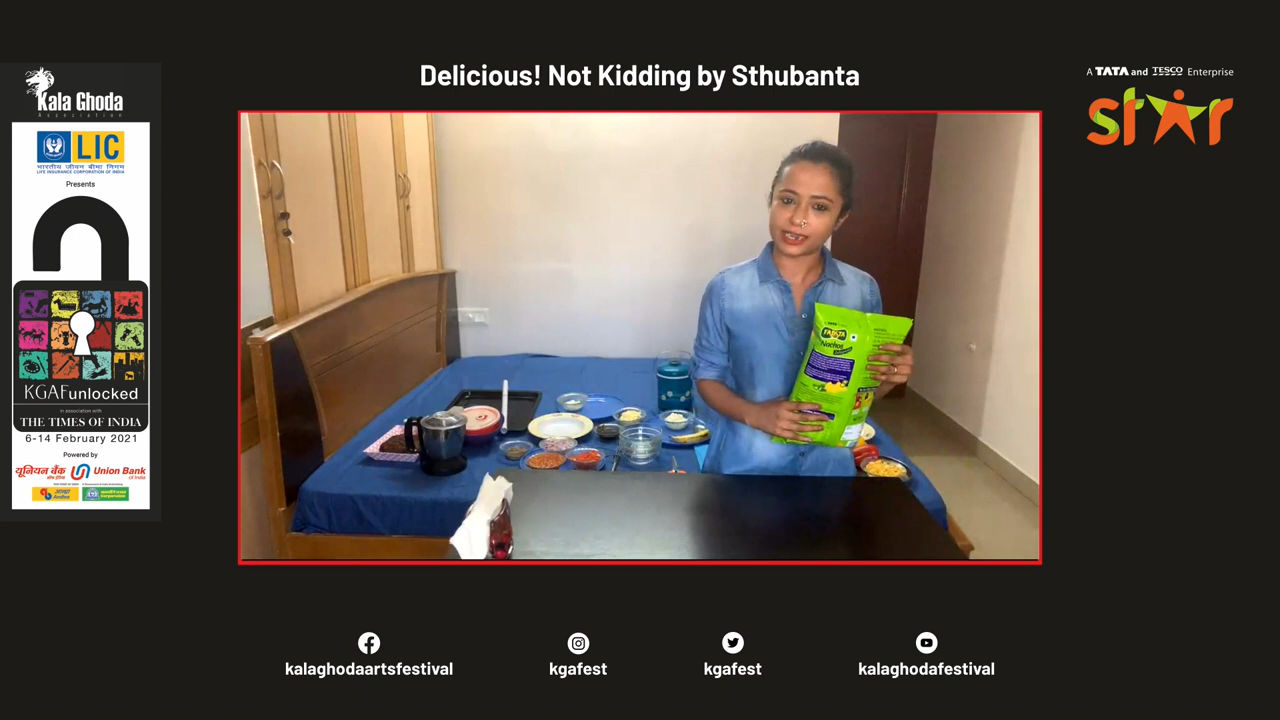 Delicious! Not Kidding by Sthubanta
Kala Ghoda
Association
LIC
भारतीय जीवन बीमा निगम
LIFE INSURANCE CORPORATION OF INDIA
Presents
KGAFunlocked
in association with
THE TIMES OF INDIA
6-14 February 2021
Powered by
यूनियन बैंक
Union Bank
of India
A TATA and TESCO Enterprise
star
Nachos
kalaghodaartsfestival
kgafest
kgafest
kalaghodafestival